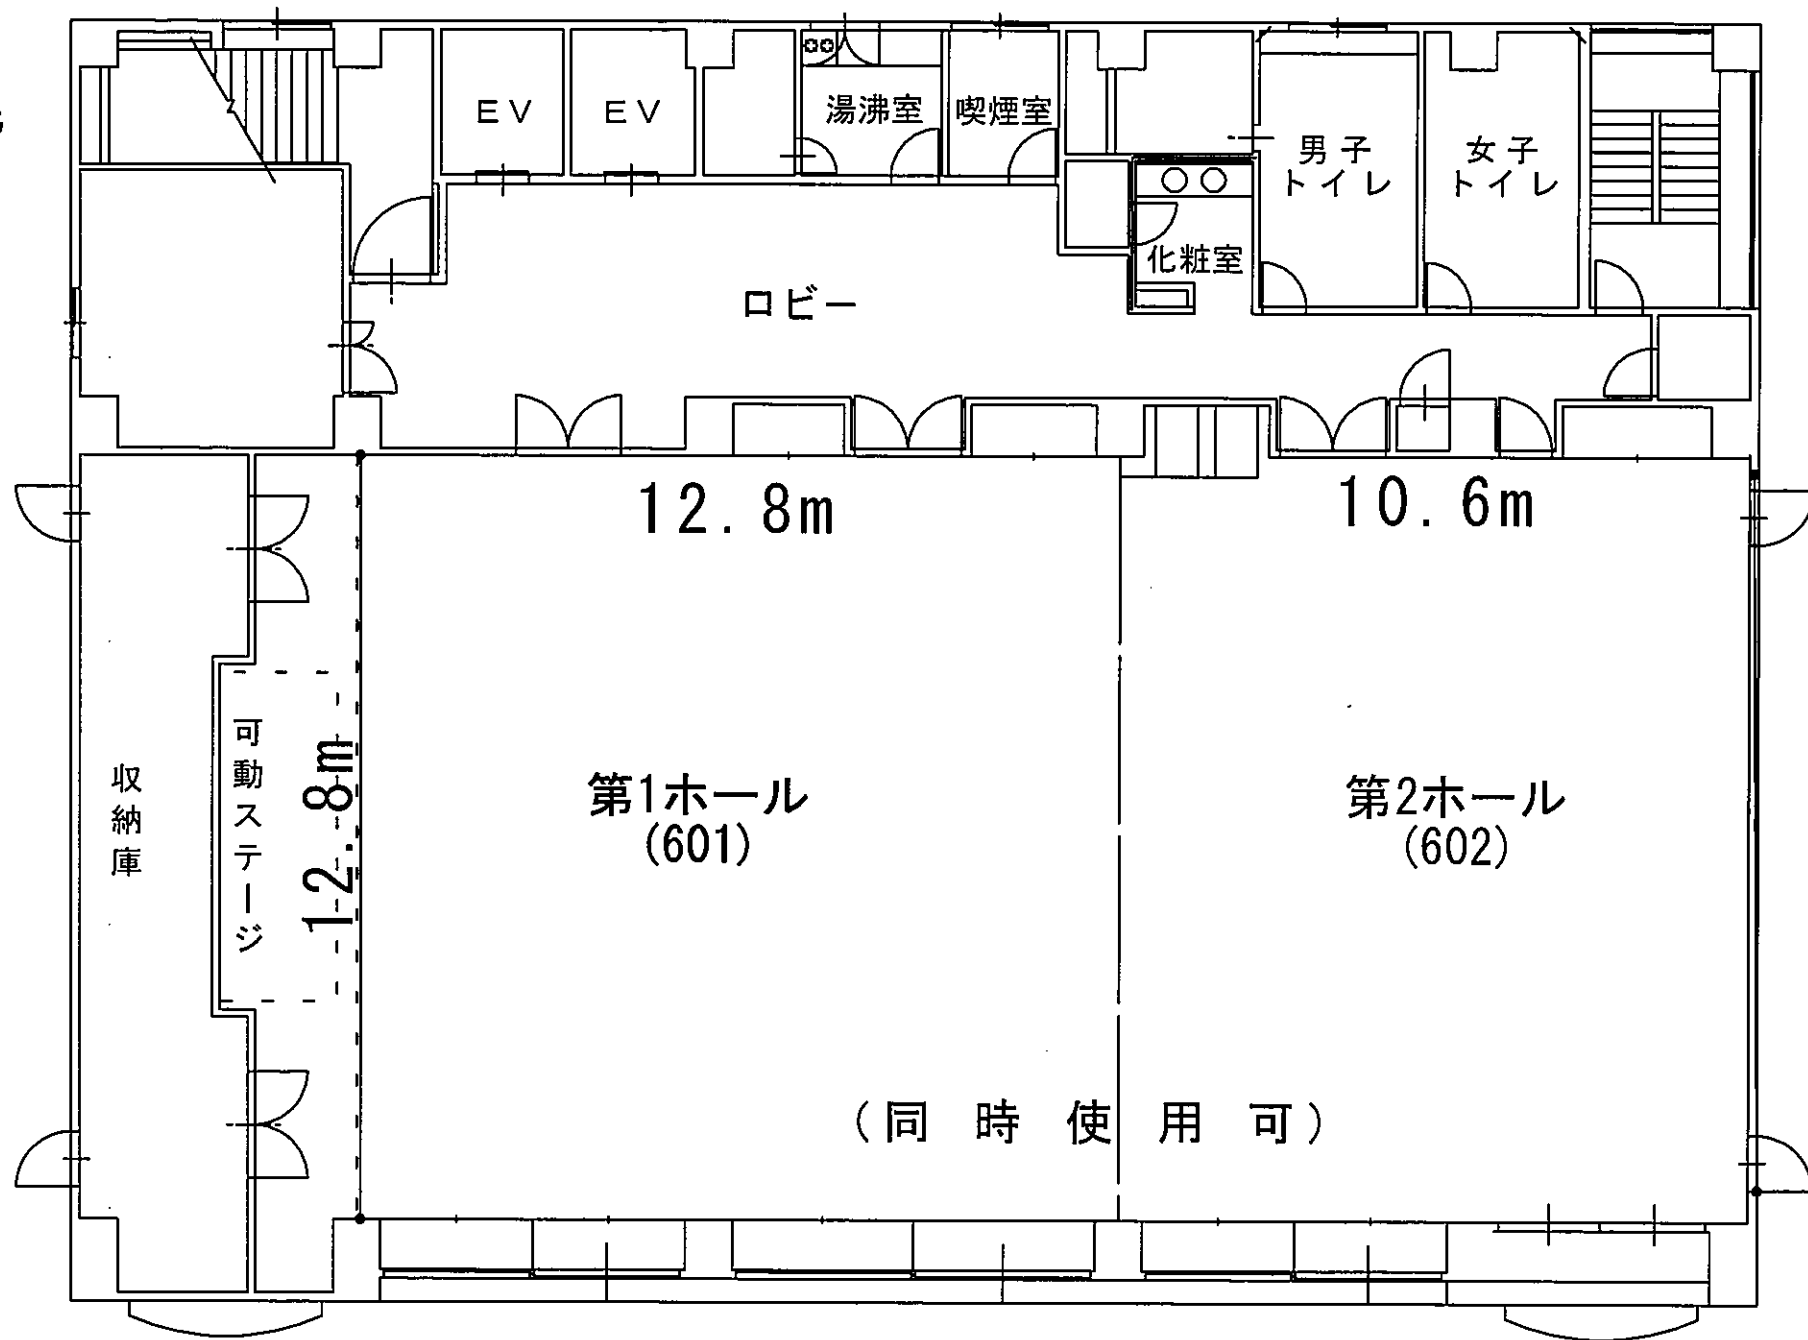 EV
EV
湯沸室
喫煙室
男子
トイレ
女子
トイレ
化粧室
ロビー
12.8m
10.6m
収納庫
可動ステージ
12.8m
第1ホール
(601)
第2ホール
(602)
(同時使用可)